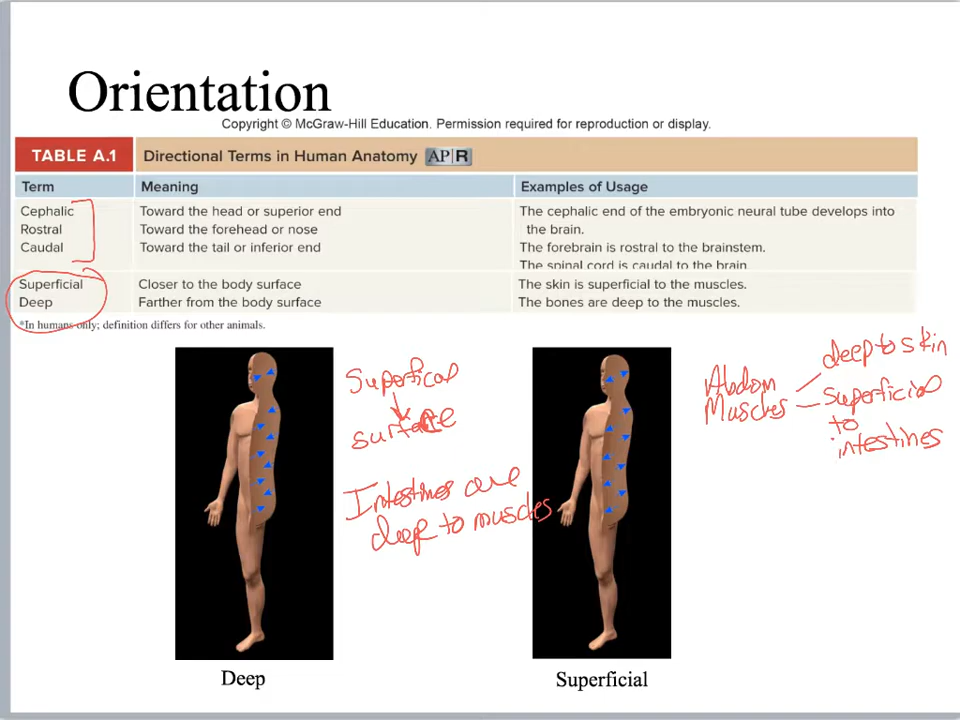 Orientation
Copyright © McGraw-Hill Education. Permission required for reproduction or display.
TABLE A.1 Directional Terms in Human Anatomy AP|R
Term Meaning Examples of Usage
Cephalic Toward the head or superior end The cephalic end of the embryonic neural tube develops into
the brain.
Rostral Toward the forehead or nose
Caudal Toward the tail or inferior end The forebrain is rostral to the brainstem.
The spinal cord is caudal to the brain.
Superficial Closer to the body surface The skin is superficial to the muscles.
Deep Farther from the body surface The bones are deep to the muscles.
*In humans only; definition differs for other animals.
Superfical
surface
Intestines are
deep to muscles
Abdom
Muscles
deep to skin
Superficial
to
intestines
Deep
Superficial